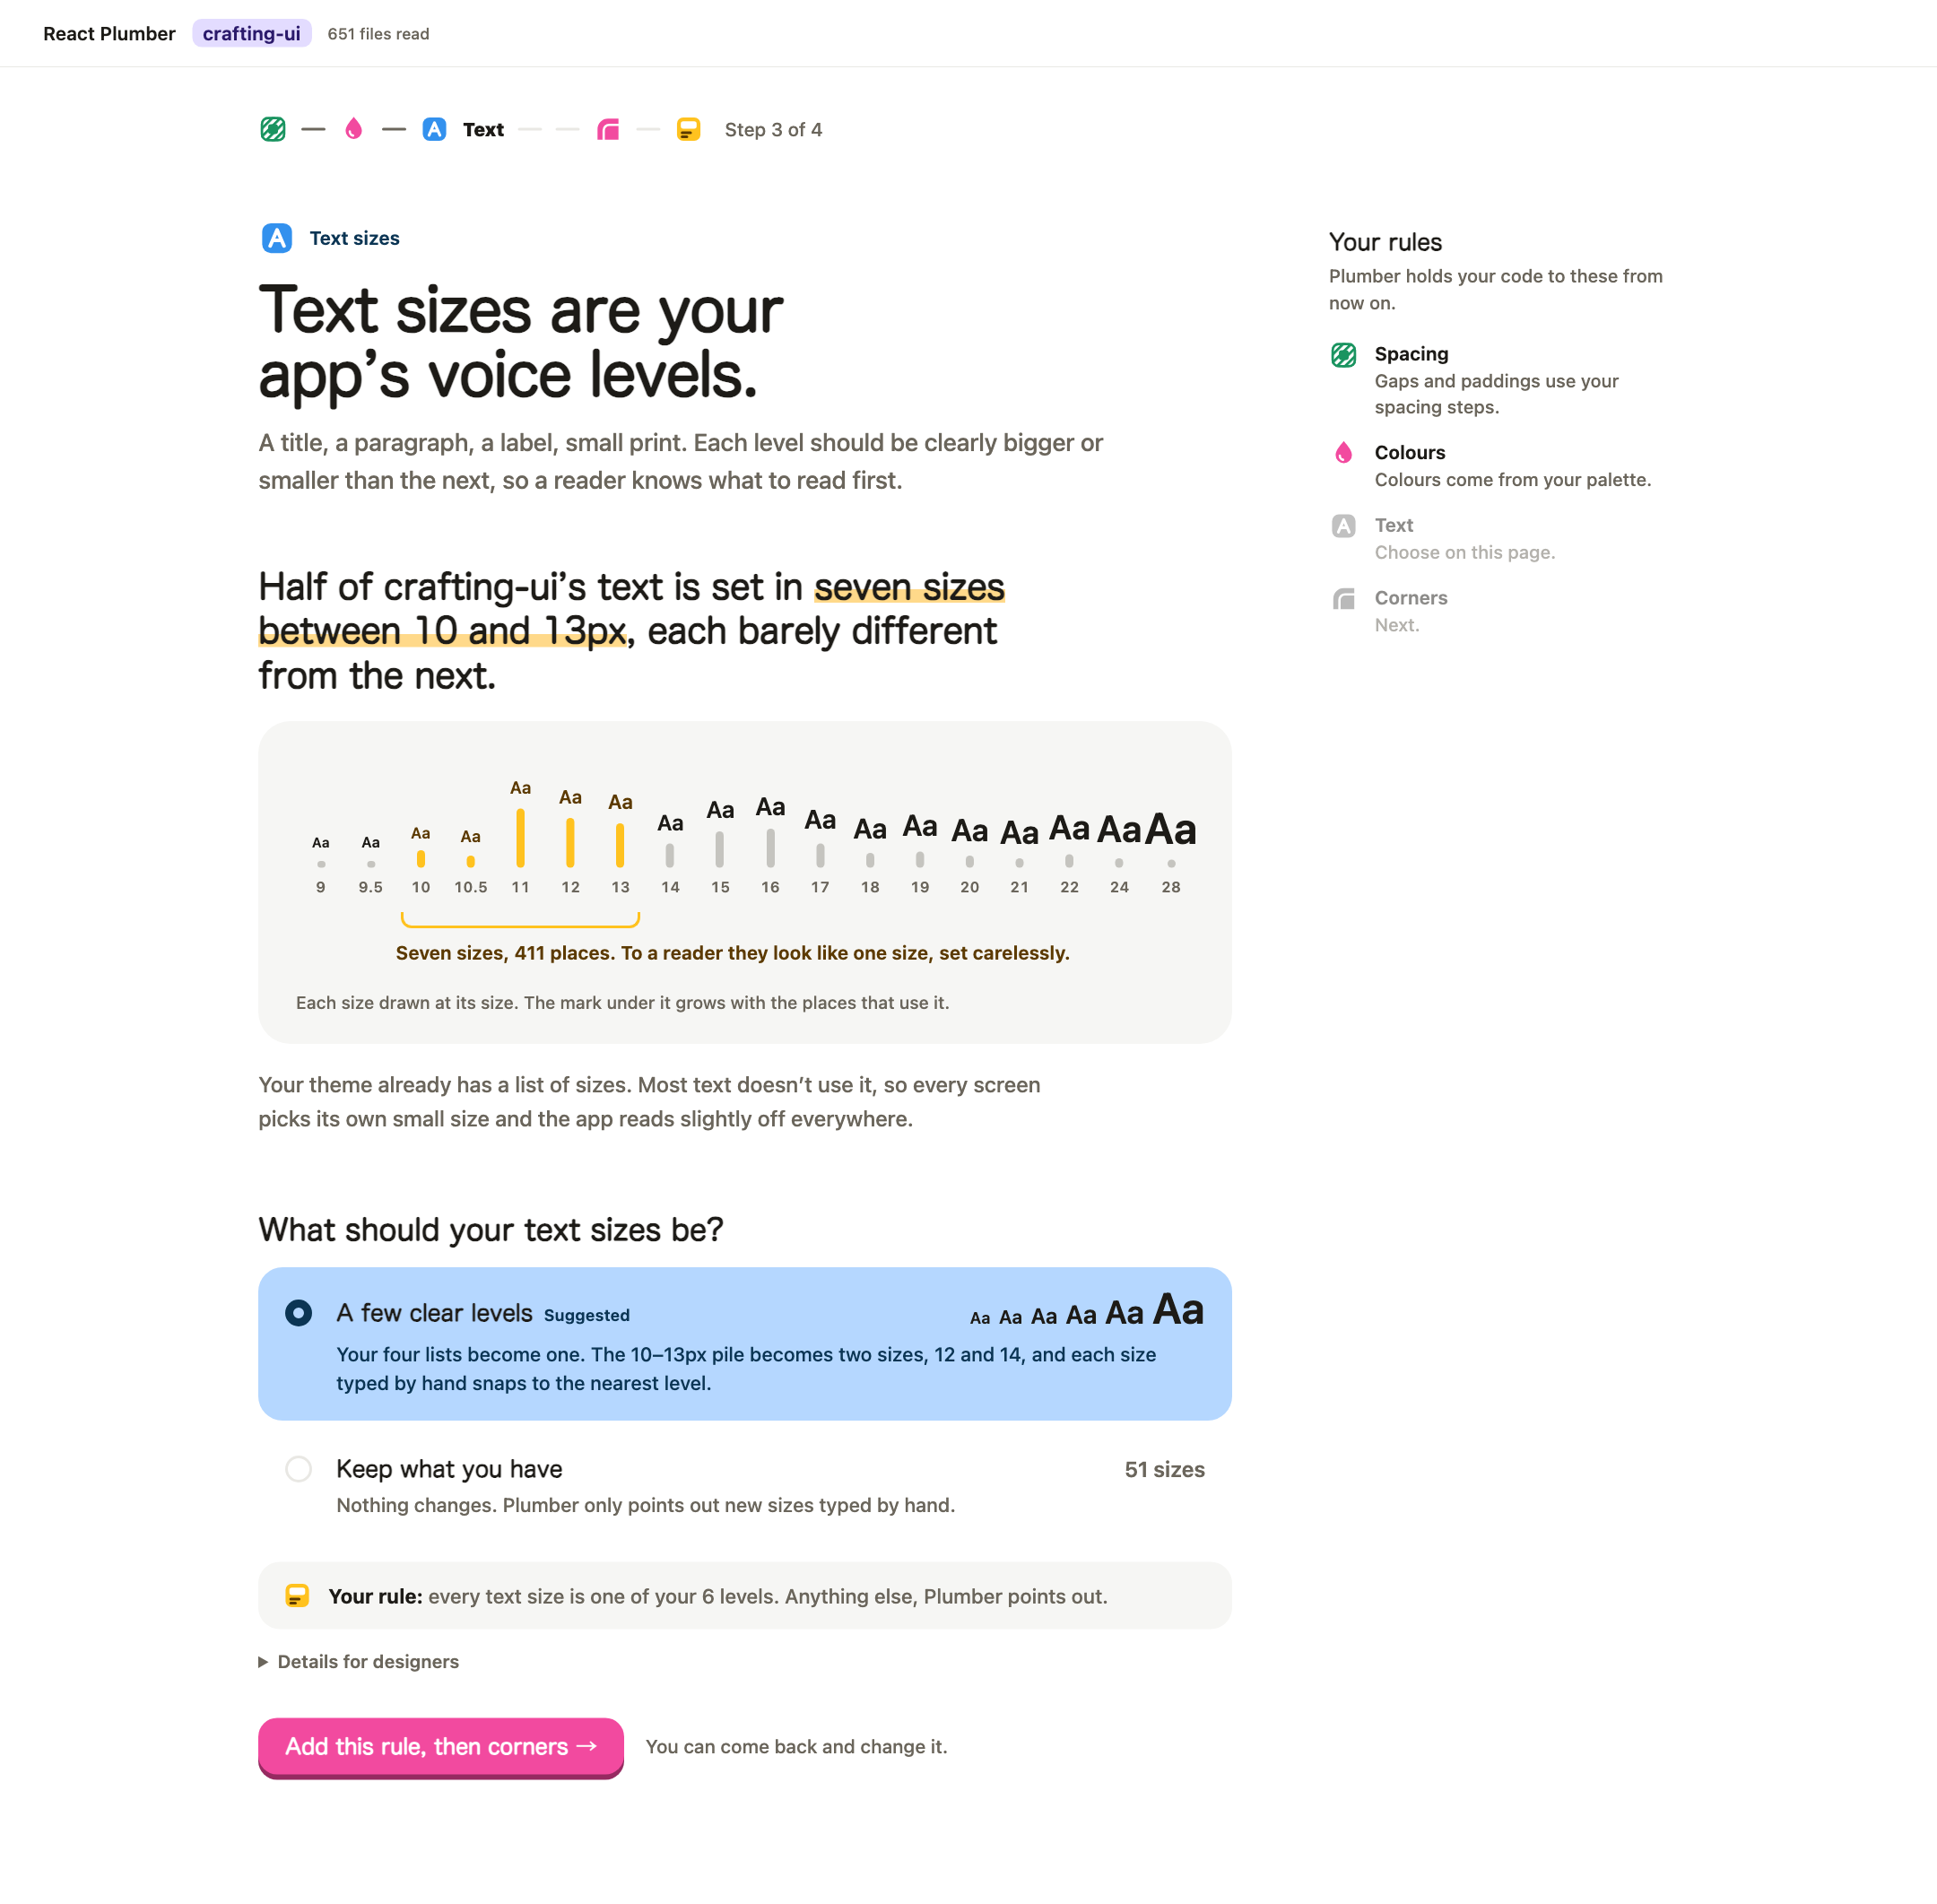 React Plumber crafting-ui 651 files read
Text Step 3 of 4
Text sizes
Text sizes are your
app’s voice levels.
A title, a paragraph, a label, small print. Each level should be clearly bigger or
smaller than the next, so a reader knows what to read first.
Half of crafting-ui’s text is set in seven sizes
between 10 and 13px, each barely different
from the next.
Aa Aa Aa Aa Aa Aa Aa Aa Aa Aa Aa Aa Aa Aa Aa Aa Aa Aa
9 9.5 10 10.5 11 12 13 14 15 16 17 18 19 20 21 22 24 28
Seven sizes, 411 places. To a reader they look like one size, set carelessly.
Each size drawn at its size. The mark under it grows with the places that use it.
Your theme already has a list of sizes. Most text doesn’t use it, so every screen
picks its own small size and the app reads slightly off everywhere.
What should your text sizes be?
A few clear levels Suggested Aa Aa Aa Aa Aa Aa
Your four lists become one. The 10–13px pile becomes two sizes, 12 and 14, and each size
typed by hand snaps to the nearest level.
Keep what you have 51 sizes
Nothing changes. Plumber only points out new sizes typed by hand.
Your rule: every text size is one of your 6 levels. Anything else, Plumber points out.
Details for designers
Add this rule, then corners → You can come back and change it.
Your rules
Plumber holds your code to these from
now on.
Spacing
Gaps and paddings use your
spacing steps.
Colours
Colours come from your palette.
Text
Choose on this page.
Corners
Next.